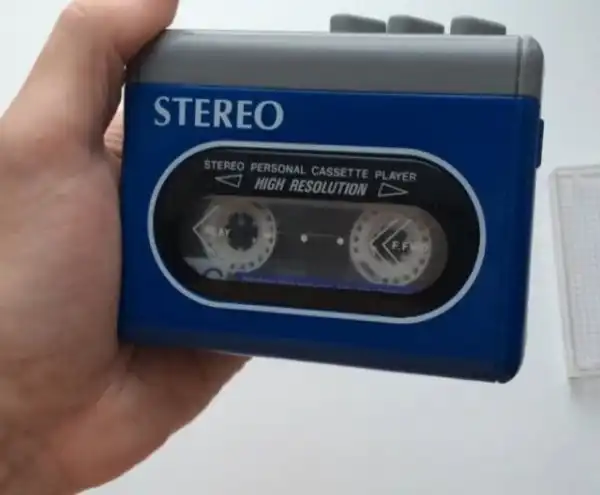 STEREO
STEREO PERSONAL CASSETTE PLAYER
HIGH RESOLUTION